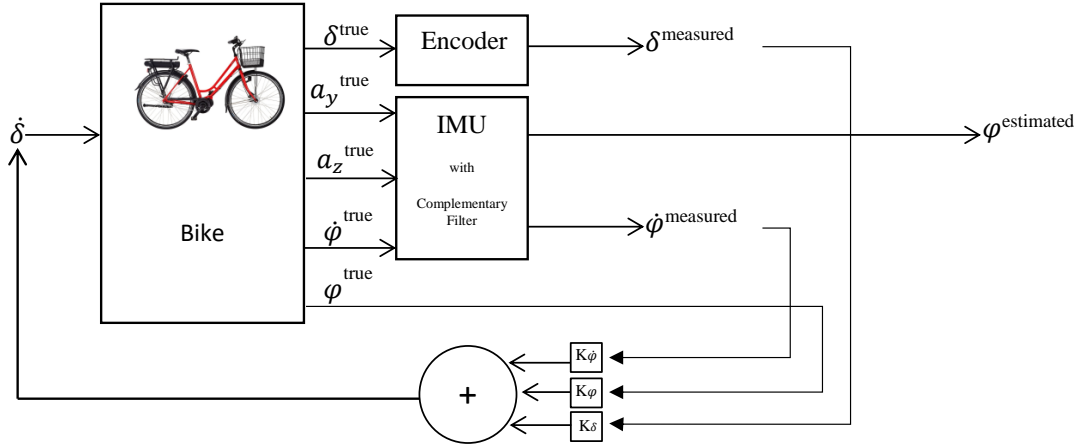 δ^true
Encoder
δ^measured
a_y^true
IMU
δ̇
φ^estimated
a_z^true
with
Complementary
Filter
φ̇^true
φ̇^measured
Bike
φ^true
Kφ̇
+
Kφ
Kδ